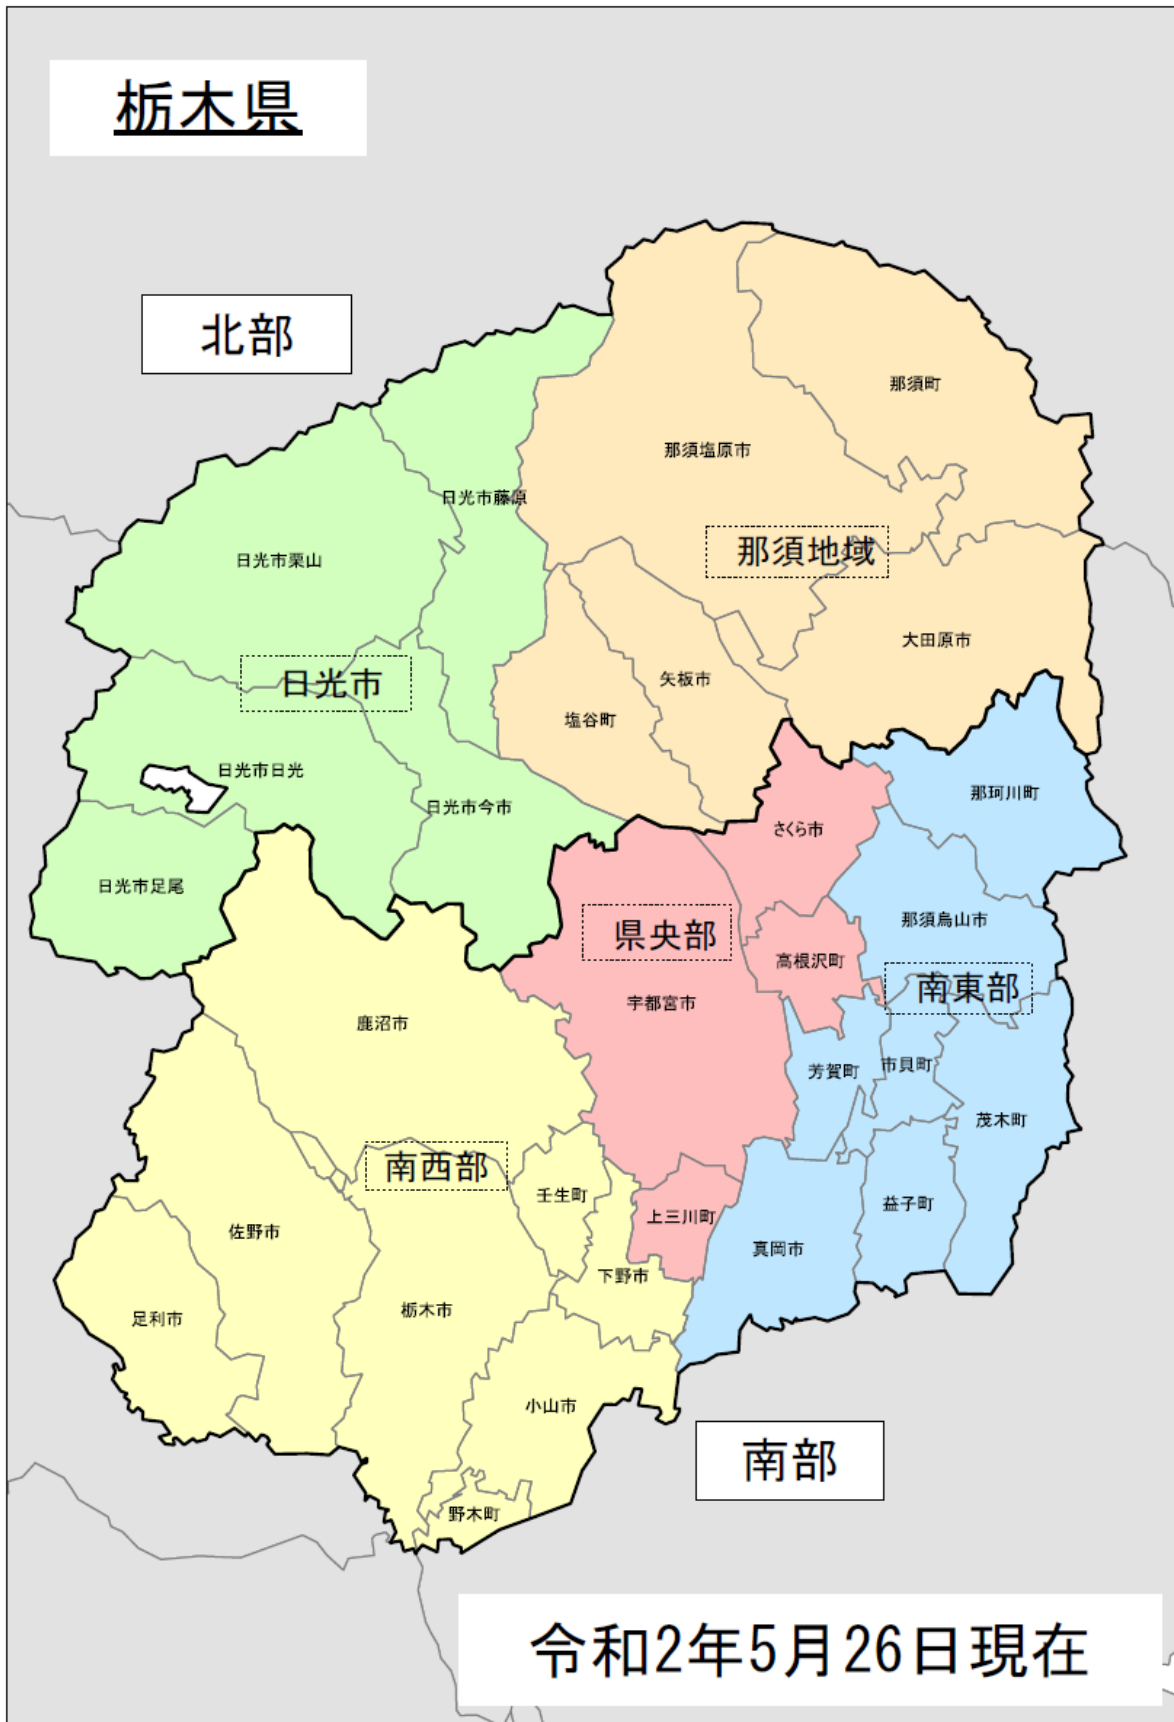 栃木県
北部
那須町
那須塩原市
日光市藤原
那須地域
日光市栗山
大田原市
矢板市
日光市
塩谷町
日光市日光
那珂川町
日光市今市
さくら市
日光市足尾
那須烏山市
県央部
高根沢町
南東部
宇都宮市
鹿沼市
芳賀町
市貝町
茂木町
南西部
壬生町
益子町
上三川町
佐野市
真岡市
下野市
栃木市
足利市
小山市
南部
野木町
令和2年5月26日現在